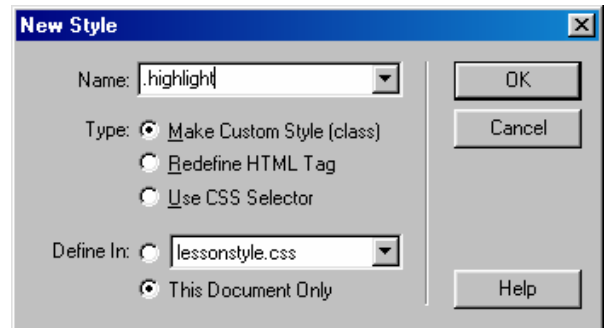 New Style
Name: .highlight
OK
Type: Make Custom Style (class)
Cancel
Redefine HTML Tag
Use CSS Selector
Define In: lessonstyle.css
This Document Only
Help